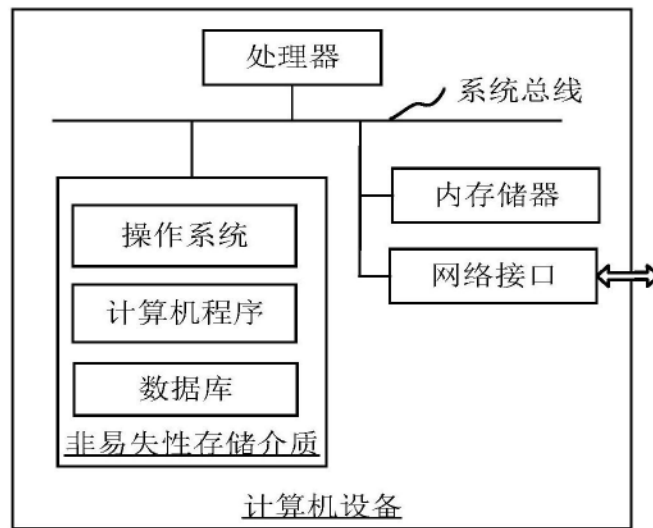 处理器
系统总线
内存储器
操作系统
网络接口
计算机程序
数据库
非易失性存储介质
计算机设备